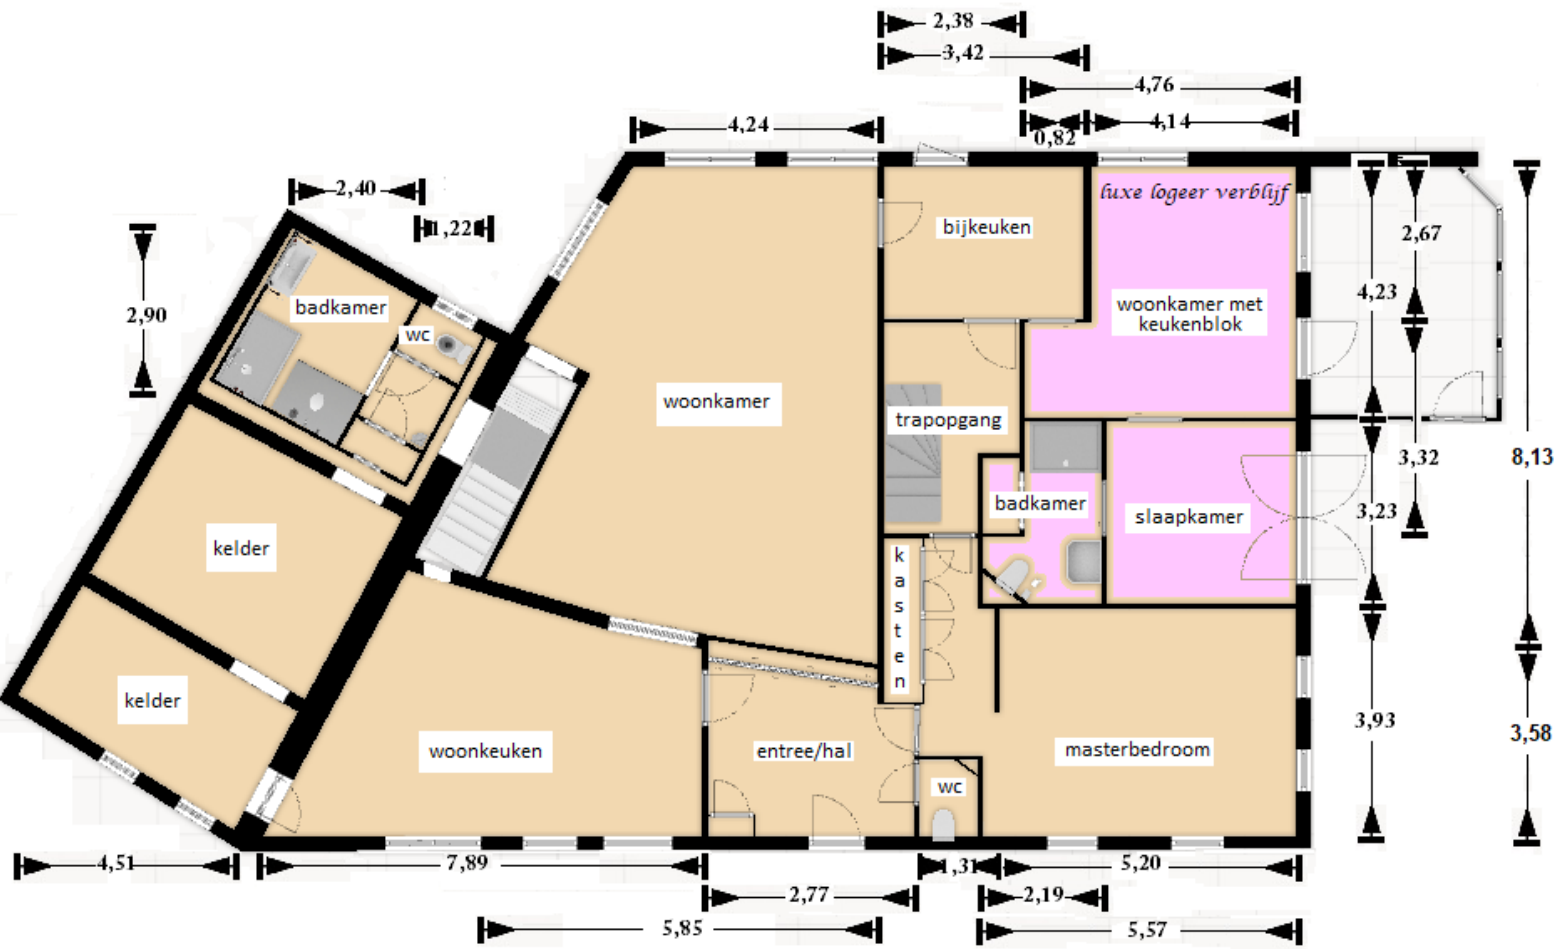 2,38
3,42
4,76
4,24
0,82
4,14
2,40
1,22
luxe logeer verblijf
bijkeuken
2,67
4,23
badkamer
2,90
wc
woonkamer met
keukenblok
woonkamer
trapopgang
3,32
8,13
badkamer
slaapkamer
3,23
kelder
k
a
s
t
e
n
kelder
woonkeuken
entree/hal
masterbedroom
3,93
3,58
wc
4,51
7,89
1,31
5,20
2,77
2,19
5,85
5,57